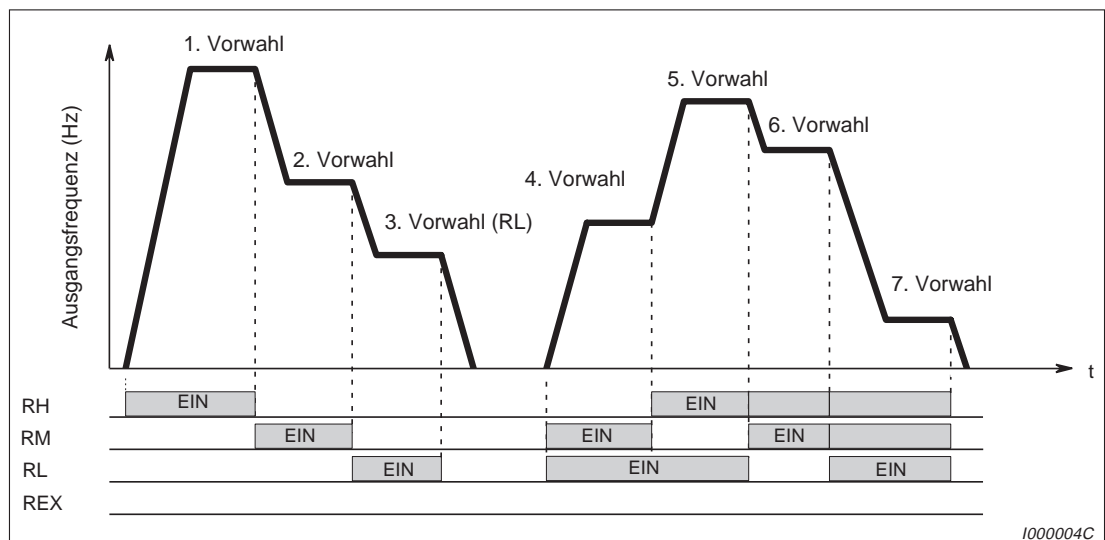 1. Vorwahl
5. Vorwahl
6. Vorwahl
2. Vorwahl
4. Vorwahl
3. Vorwahl (RL)
7. Vorwahl
Ausgangsfrequenz (Hz)
t
RH EIN EIN
RM EIN EIN EIN
RL EIN EIN EIN
REX
I000004C